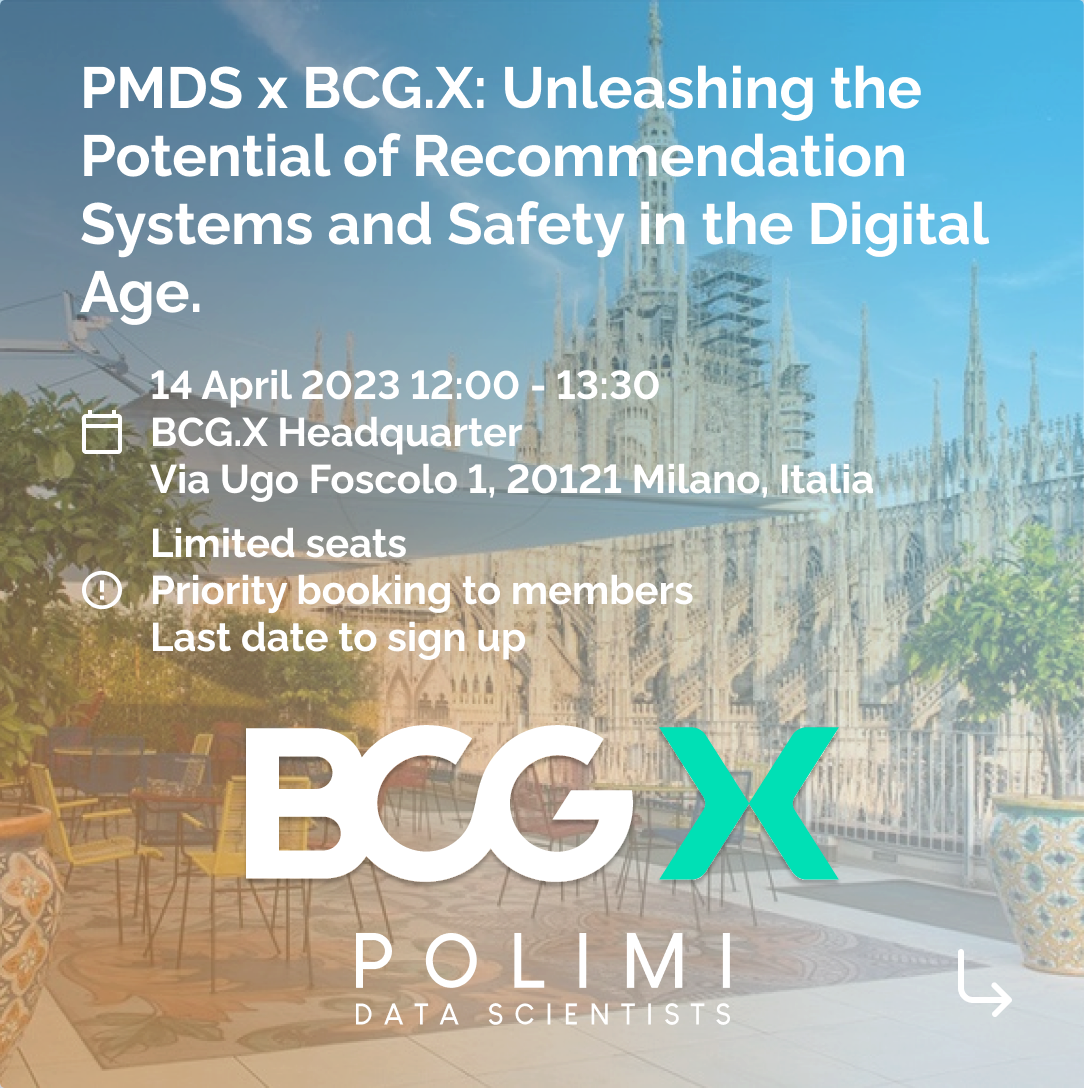 PMDS x BCG.X: Unleashing the
Potential of Recommendation
Systems and Safety in the Digital
Age.
14 April 2023 12:00 - 13:30
BCG.X Headquarter
Via Ugo Foscolo 1, 20121 Milano, Italia
Limited seats
Priority booking to members
Last date to sign up
BCG X
POLIMI
DATA SCIENTISTS